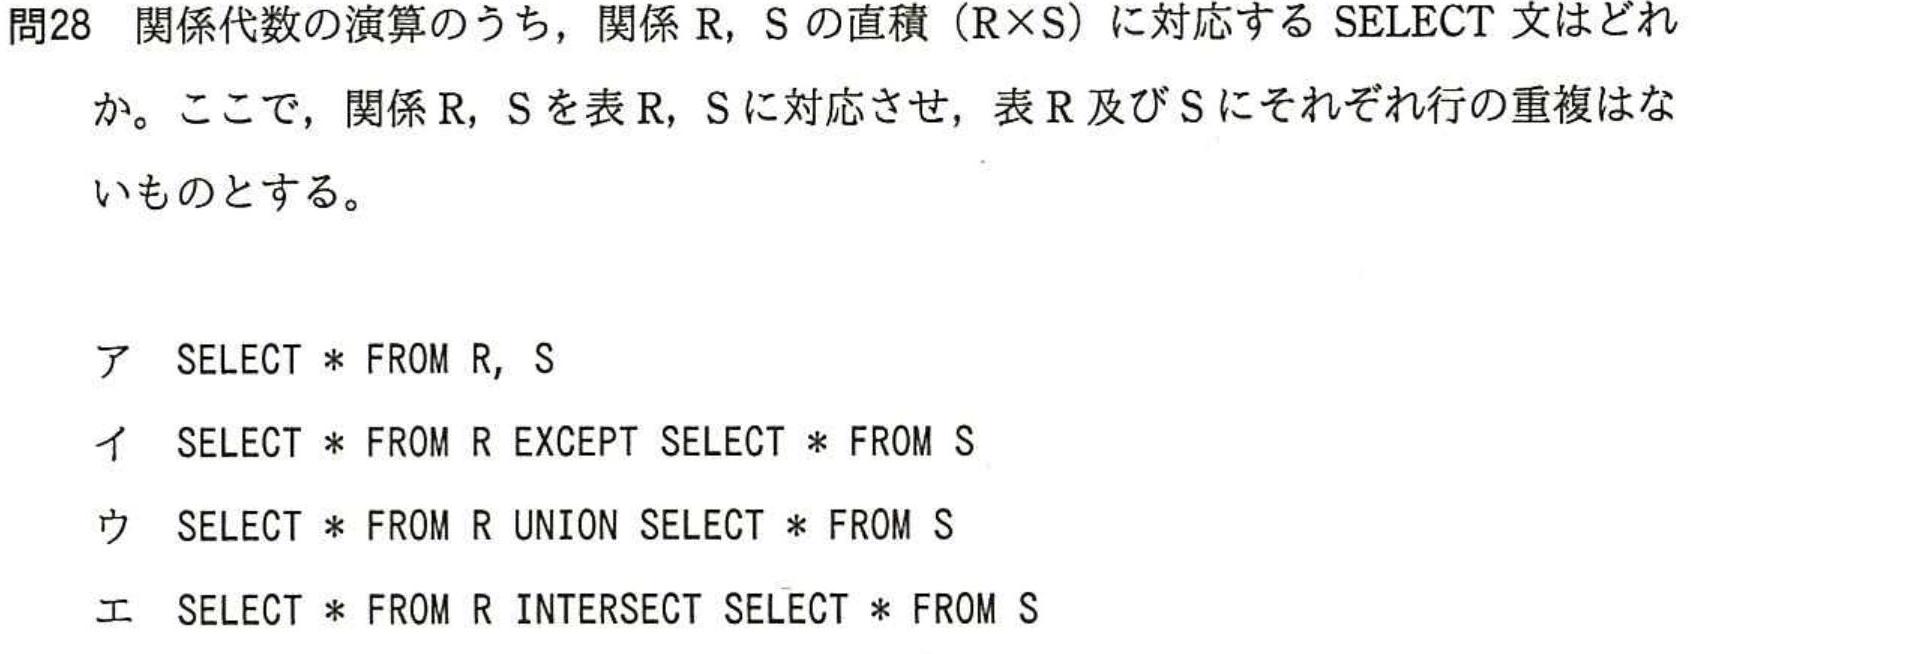 問28 関係代数の演算のうち，関係 R，S の直積（R×S）に対応する SELECT 文はどれ
か。ここで，関係 R，S を表 R，S に対応させ，表 R 及び S にそれぞれ行の重複はな
いものとする。
ア SELECT * FROM R, S
イ SELECT * FROM R EXCEPT SELECT * FROM S
ウ SELECT * FROM R UNION SELECT * FROM S
エ SELECT * FROM R INTERSECT SELECT * FROM S